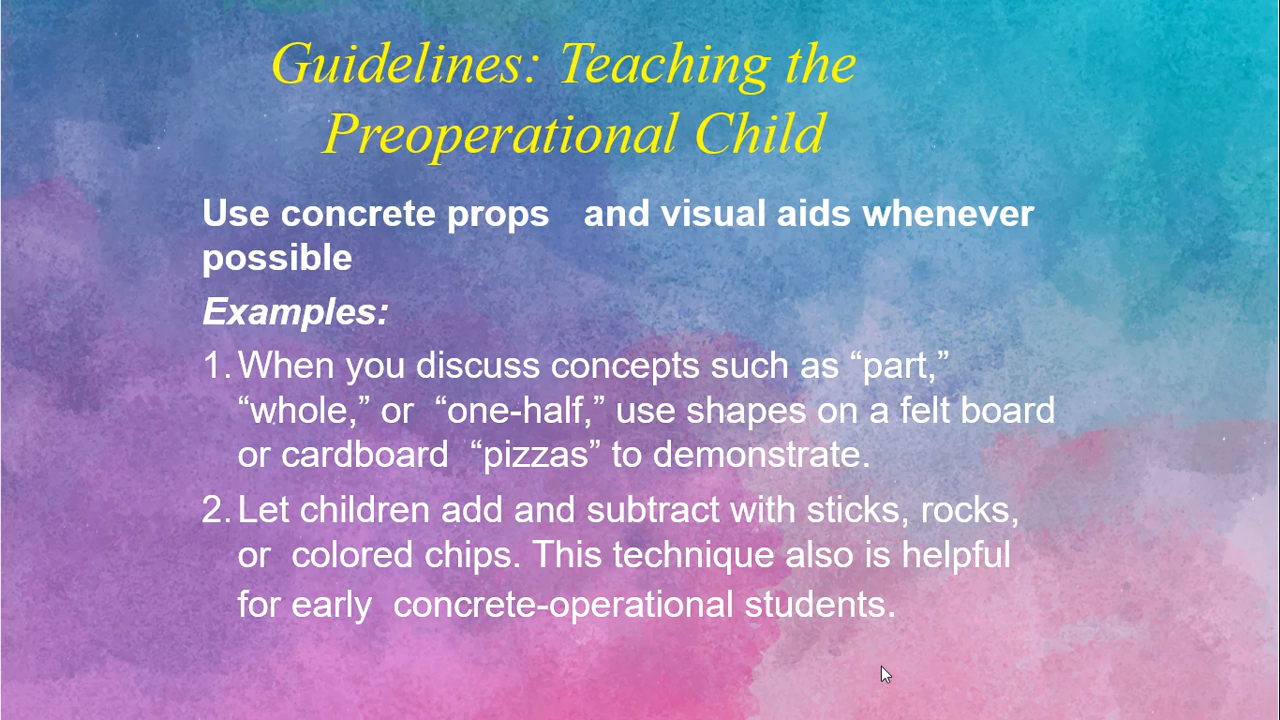 Guidelines: Teaching the
Preoperational Child
Use concrete props   and visual aids whenever
possible
Examples:
1. When you discuss concepts such as “part,”
“whole,” or  “one-half,” use shapes on a felt board
or cardboard  “pizzas” to demonstrate.
2. Let children add and subtract with sticks, rocks,
or  colored chips. This technique also is helpful
for early  concrete-operational students.